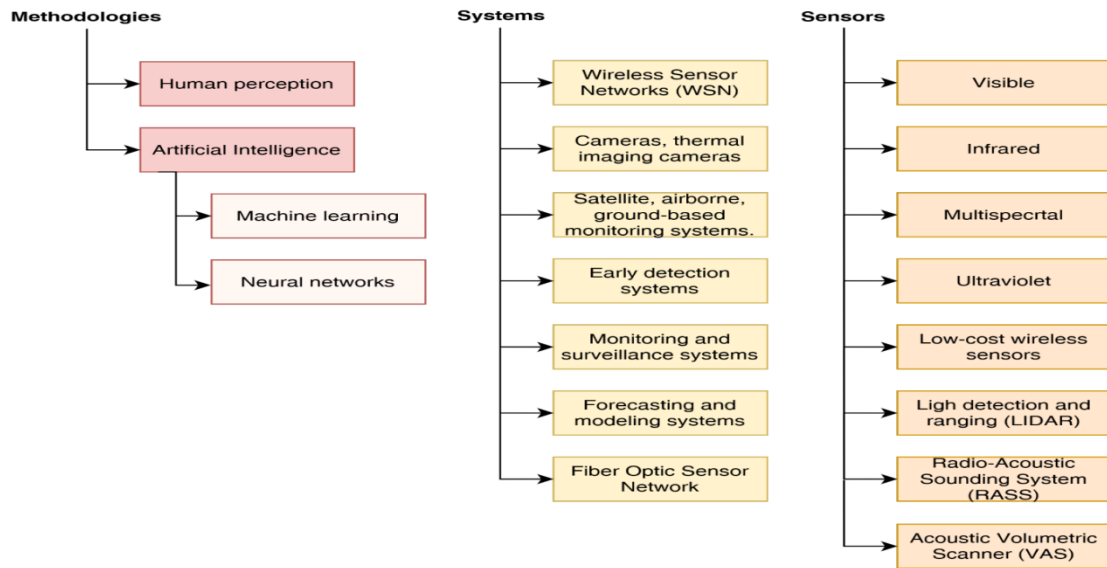 Methodologies
Human perception
Artificial Intelligence
Machine learning
Neural networks
Systems
Wireless Sensor
Networks (WSN)
Cameras, thermal
imaging cameras
Satellite, airborne,
ground-based
monitoring systems.
Early detection
systems
Monitoring and
surveillance systems
Forecasting and
modeling systems
Fiber Optic Sensor
Network
Sensors
Visible
Infrared
Multispecrtal
Ultraviolet
Low-cost wireless
sensors
Ligh detection and
ranging (LIDAR)
Radio-Acoustic
Sounding System
(RASS)
Acoustic Volumetric
Scanner (VAS)